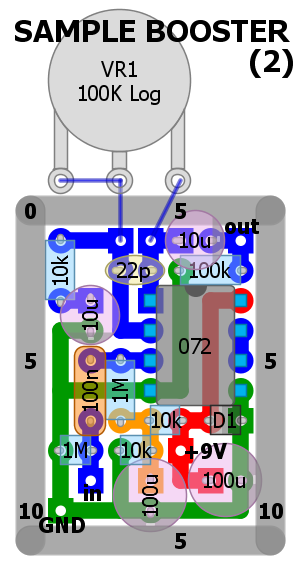 SAMPLE BOOSTER
(2)
VR1
100K Log
0
5
out
10u
10k
22p
100k
10u
072
5
5
100n
1M
10k
D1
1M
10k
+9V
in
100u
100u
10
10
GND
5